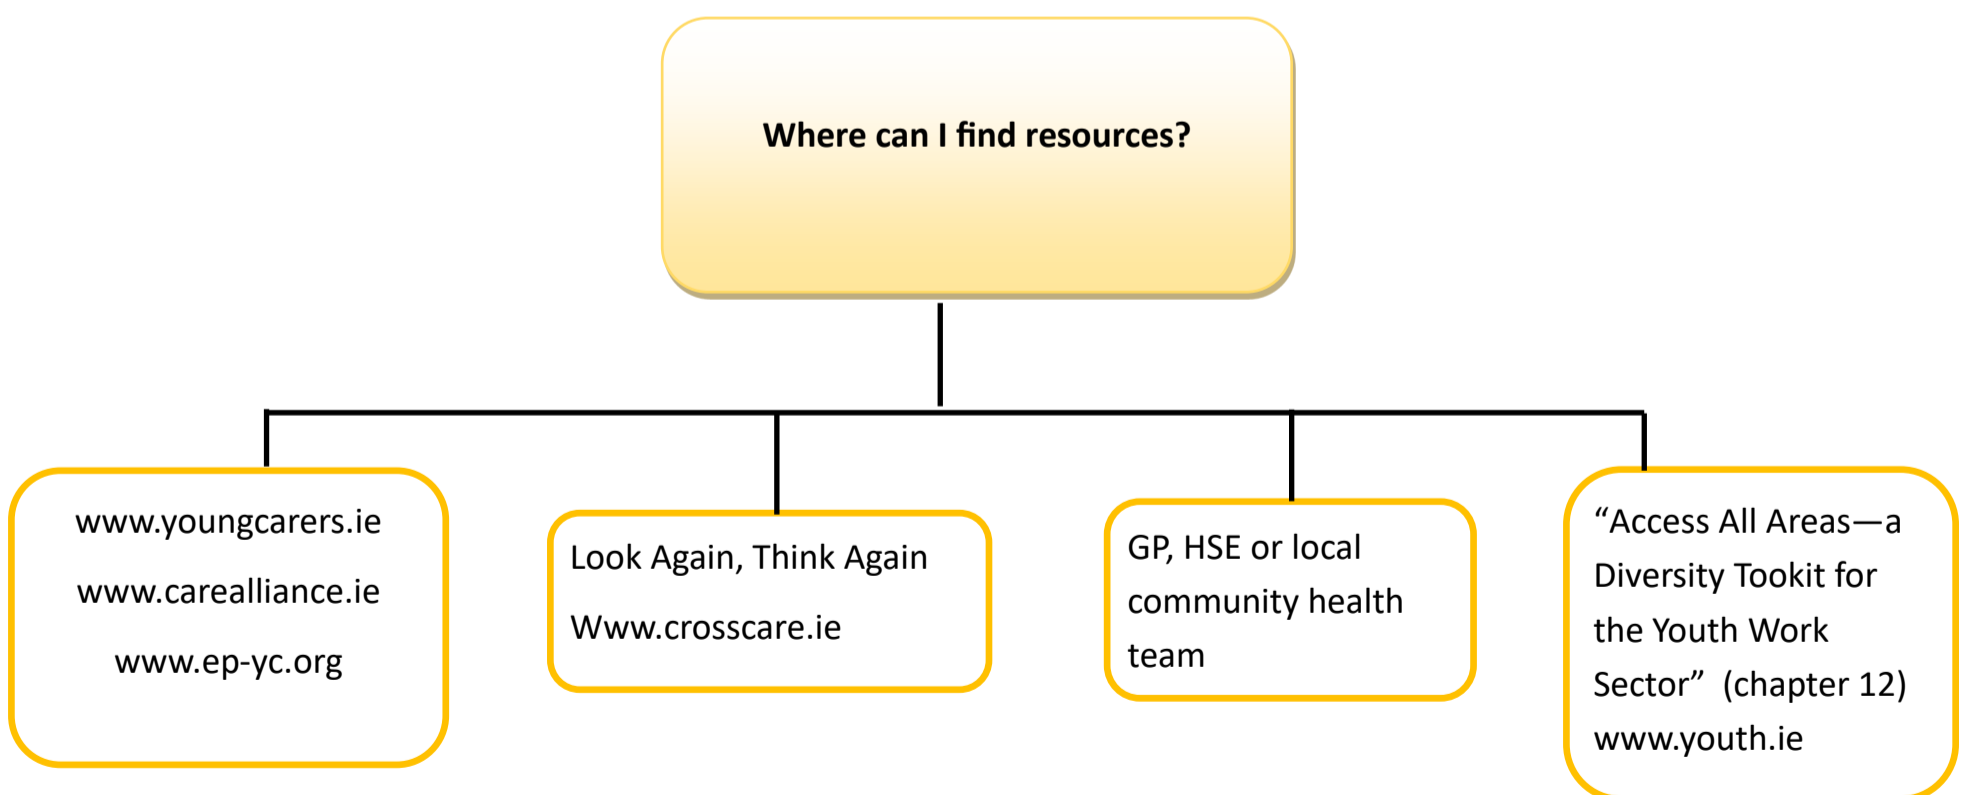 Where can I find resources?
www.youngcarers.ie
www.carealliance.ie
www.ep-yc.org
Look Again, Think Again
Www.crosscare.ie
GP, HSE or local
community health
team
“Access All Areas—a
Diversity Tookit for
the Youth Work
Sector”  (chapter 12)
www.youth.ie